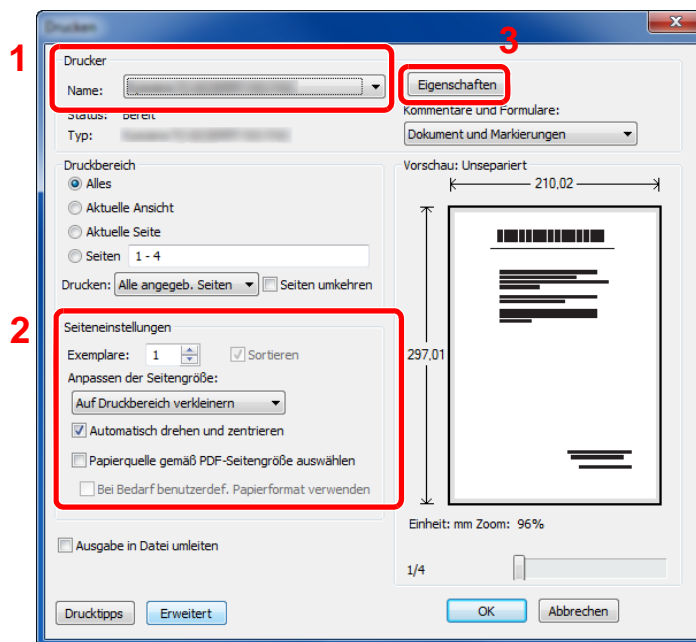 Drucken
1
3
Drucker
Name:
Eigenschaften
Status: Bereit
Kommentare und Formulare:
Typ:
Dokument und Markierungen
Druckbereich
Alles
Aktuelle Ansicht
Aktuelle Seite
Seiten 1 - 4
Drucken: Alle angegeb. Seiten Seiten umkehren
Vorschau: Unsepariert
210,02
297,01
2
Seiteneinstellungen
Exemplare: 1 Sortieren
Anpassen der Seitengröße:
Auf Druckbereich verkleinern
Automatisch drehen und zentrieren
Papierquelle gemäß PDF-Seitengröße auswählen
Bei Bedarf benutzerdef. Papierformat verwenden
Einheit: mm Zoom: 96%
Ausgabe in Datei umleiten
1/4
Drucktipps Erweitert OK Abbrechen